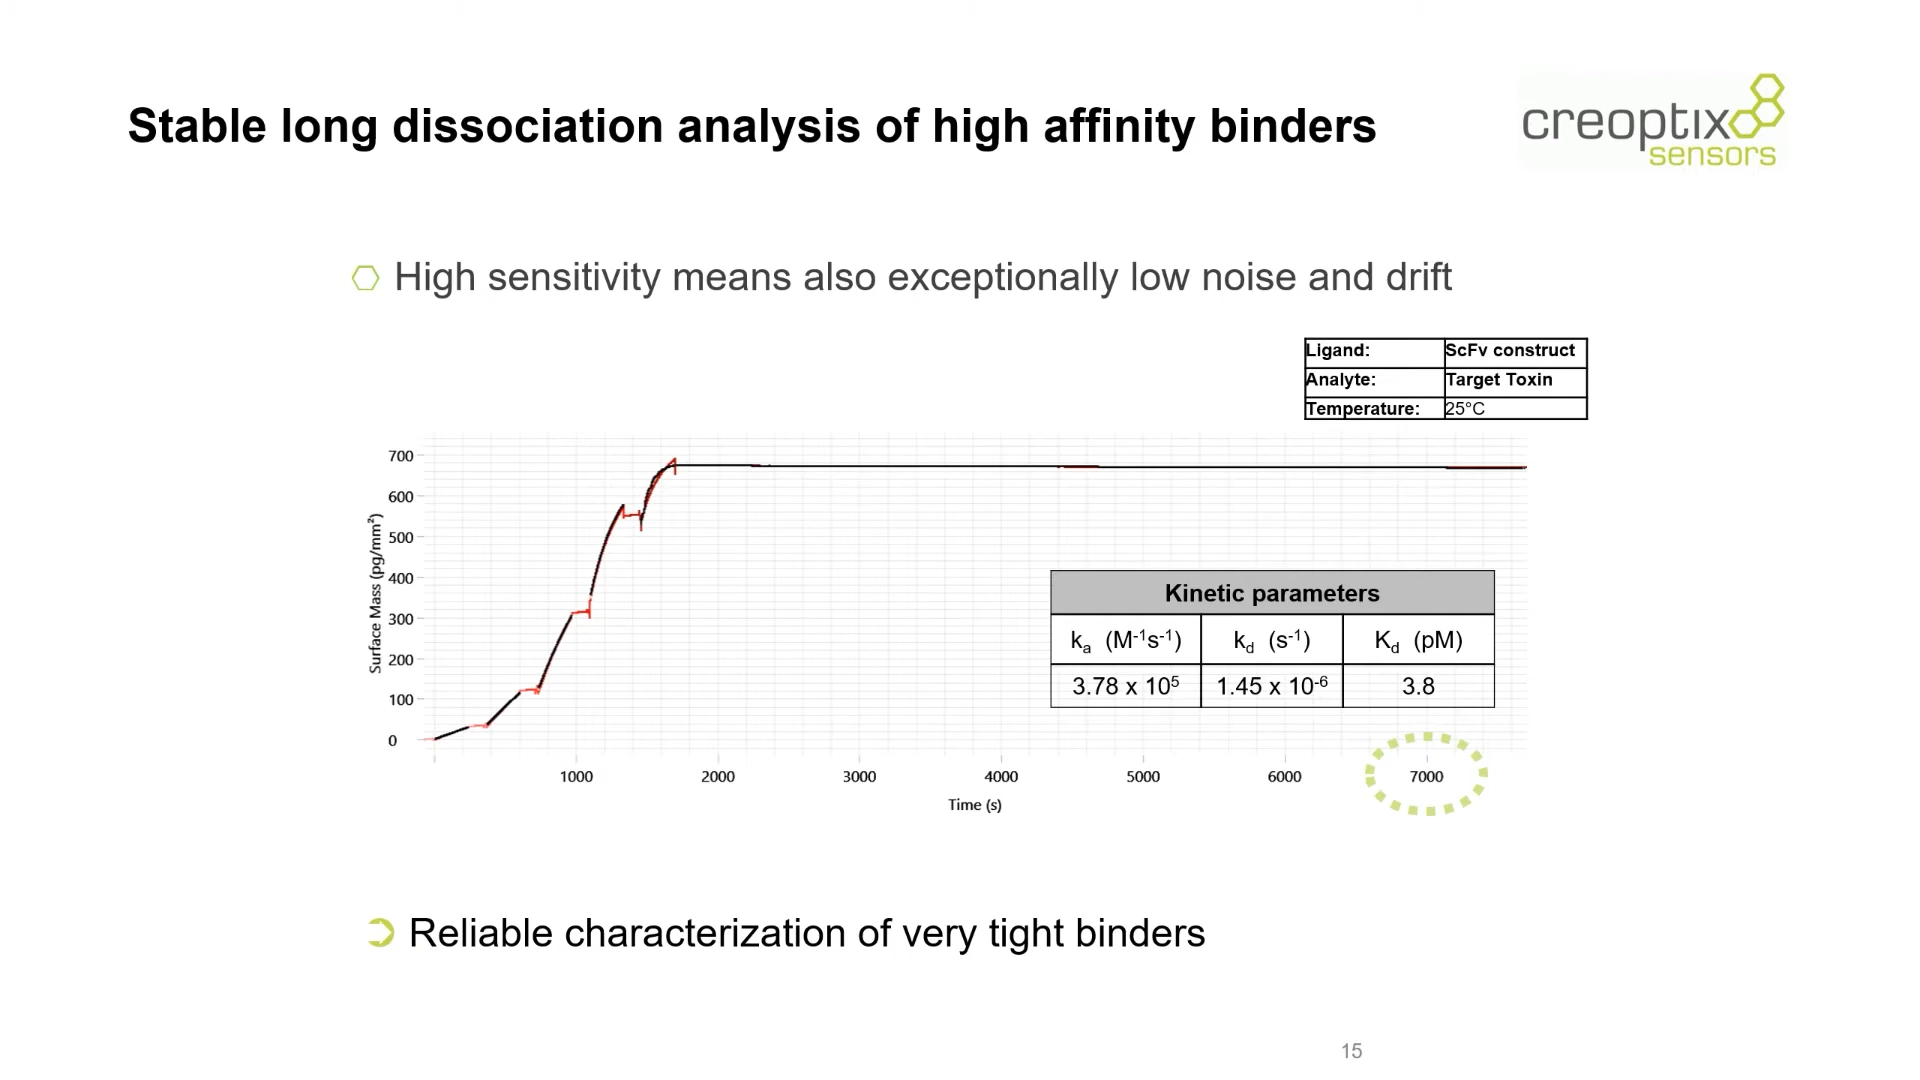 Stable long dissociation analysis of high affinity binders
creoptix
sensors
High sensitivity means also exceptionally low noise and drift
Ligand: ScFv construct
Analyte: Target Toxin
Temperature: 25°C
Surface Mass (pg/mm²)
700
600
500
400
300
200
100
0
Kinetic parameters
kₐ (M⁻¹s⁻¹) k_d (s⁻¹) K_d (pM)
3.78 x 10⁵ 1.45 x 10⁻⁶ 3.8
1000 2000 3000 4000 5000 6000 7000
Time (s)
Reliable characterization of very tight binders
15